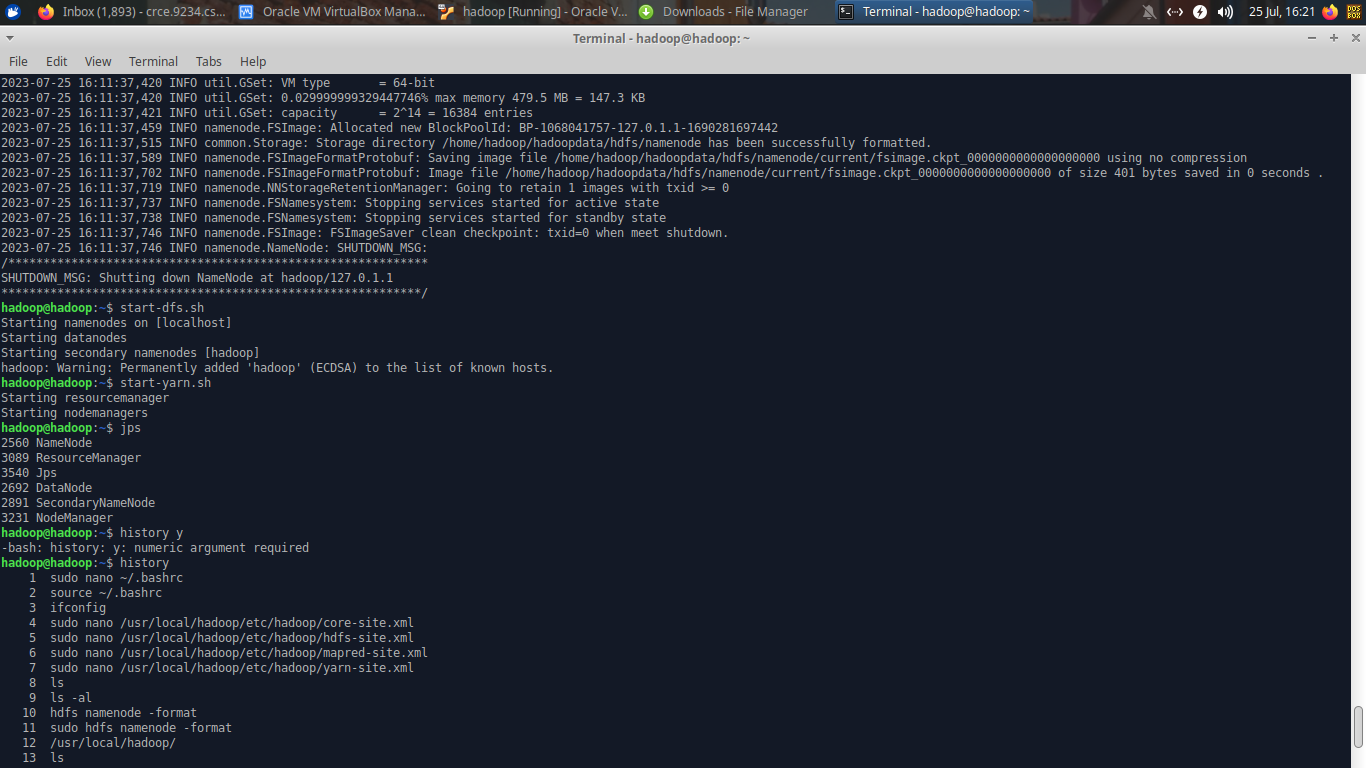 Inbox (1,893) - crce.9234.cs...
Oracle VM VirtualBox Mana...
hadoop [Running] - Oracle V...
Downloads - File Manager
Terminal - hadoop@hadoop: ~
25 Jul, 16:21
DOS BOX
Terminal - hadoop@hadoop: ~
File Edit View Terminal Tabs Help
2023-07-25 16:11:37,420 INFO util.GSet: VM type       = 64-bit
2023-07-25 16:11:37,420 INFO util.GSet: 0.029999999329447746% max memory 479.5 MB = 147.3 KB
2023-07-25 16:11:37,421 INFO util.GSet: capacity      = 2^14 = 16384 entries
2023-07-25 16:11:37,459 INFO namenode.FSImage: Allocated new BlockPoolId: BP-1068041757-127.0.1.1-1690281697442
2023-07-25 16:11:37,515 INFO common.Storage: Storage directory /home/hadoop/hadoopdata/hdfs/namenode has been successfully formatted.
2023-07-25 16:11:37,589 INFO namenode.FSImageFormatProtobuf: Saving image file /home/hadoop/hadoopdata/hdfs/namenode/current/fsimage.ckpt_0000000000000000000 using no compression
2023-07-25 16:11:37,702 INFO namenode.FSImageFormatProtobuf: Image file /home/hadoop/hadoopdata/hdfs/namenode/current/fsimage.ckpt_0000000000000000000 of size 401 bytes saved in 0 seconds .
2023-07-25 16:11:37,719 INFO namenode.NNStorageRetentionManager: Going to retain 1 images with txid >= 0
2023-07-25 16:11:37,737 INFO namenode.FSNamesystem: Stopping services started for active state
2023-07-25 16:11:37,738 INFO namenode.FSNamesystem: Stopping services started for standby state
2023-07-25 16:11:37,746 INFO namenode.FSImage: FSImageSaver clean checkpoint: txid=0 when meet shutdown.
2023-07-25 16:11:37,746 INFO namenode.NameNode: SHUTDOWN_MSG:
/************************************************************
SHUTDOWN_MSG: Shutting down NameNode at hadoop/127.0.1.1
************************************************************/
hadoop@hadoop:~$ start-dfs.sh
Starting namenodes on [localhost]
Starting datanodes
Starting secondary namenodes [hadoop]
hadoop: Warning: Permanently added 'hadoop' (ECDSA) to the list of known hosts.
hadoop@hadoop:~$ start-yarn.sh
Starting resourcemanager
Starting nodemanagers
hadoop@hadoop:~$ jps
2560 NameNode
3089 ResourceManager
3540 Jps
2692 DataNode
2891 SecondaryNameNode
3231 NodeManager
hadoop@hadoop:~$ history y
-bash: history: y: numeric argument required
hadoop@hadoop:~$ history
    1  sudo nano ~/.bashrc
    2  source ~/.bashrc
    3  ifconfig
    4  sudo nano /usr/local/hadoop/etc/hadoop/core-site.xml
    5  sudo nano /usr/local/hadoop/etc/hadoop/hdfs-site.xml
    6  sudo nano /usr/local/hadoop/etc/hadoop/mapred-site.xml
    7  sudo nano /usr/local/hadoop/etc/hadoop/yarn-site.xml
    8  ls
    9  ls -al
   10  hdfs namenode -format
   11  sudo hdfs namenode -format
   12  /usr/local/hadoop/
   13  ls